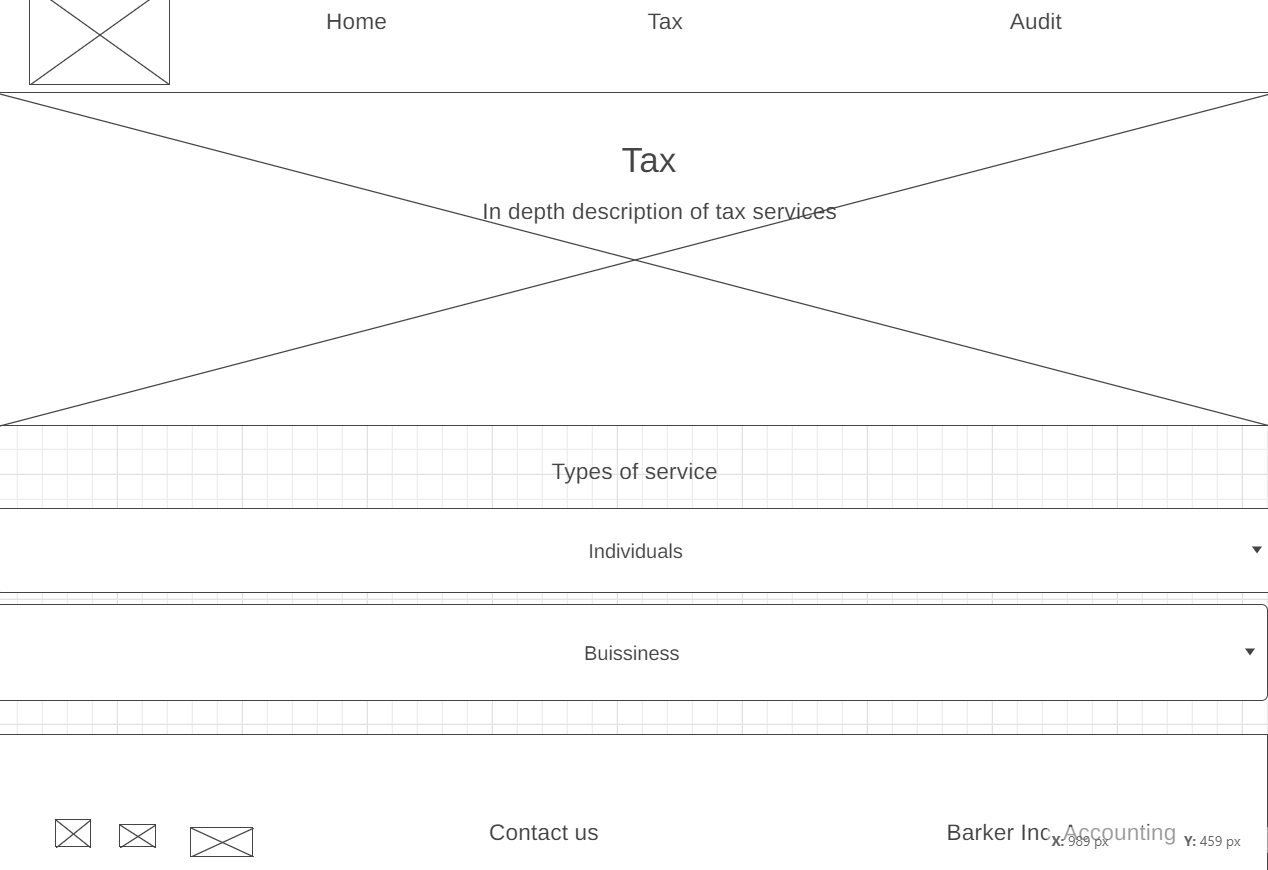 Home Tax Audit
Tax
In depth description of tax services
Types of service
Individuals
Buissiness
Contact us Barker Inc. Accounting
X: 989 px Y: 459 px